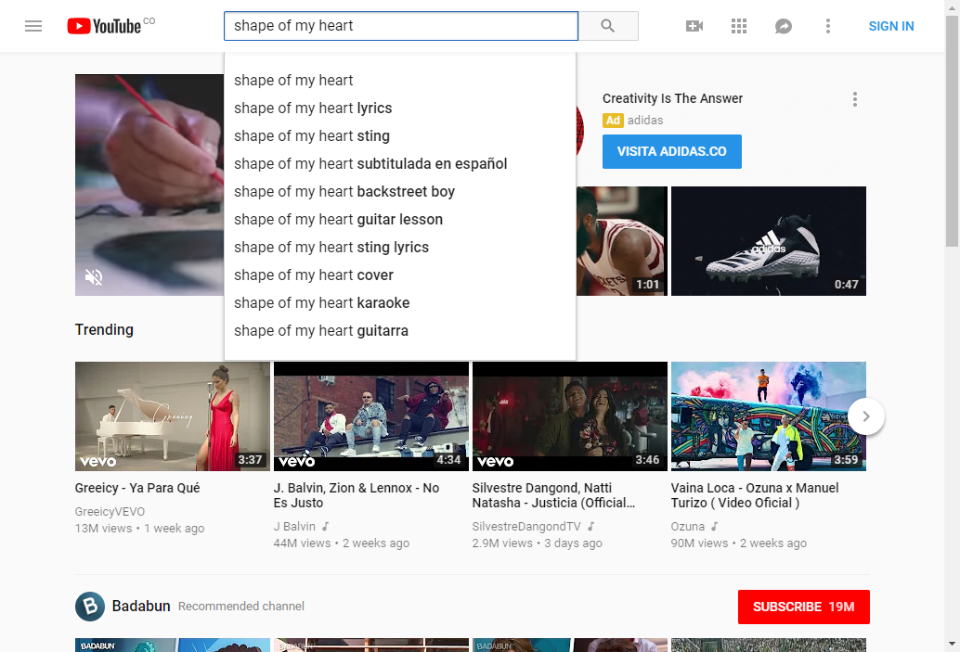 YouTube CO
shape of my heart
SIGN IN
shape of my heart
shape of my heart lyrics
shape of my heart sting
shape of my heart subtitulada en español
shape of my heart backstreet boy
shape of my heart guitar lesson
shape of my heart sting lyrics
shape of my heart cover
shape of my heart karaoke
shape of my heart guitarra
Creativity Is The Answer
Ad adidas
VISITA ADIDAS.CO
1:01
adidas
0:47
Trending
Greeicy
vevo
3:37
vevo
4:34
vevo
3:46
3:59
Greeicy - Ya Para Qué
GreeicyVEVO
13M views • 1 week ago
J. Balvin, Zion & Lennox - No
Es Justo
J Balvin
44M views • 2 weeks ago
Silvestre Dangond, Natti
Natasha - Justicia (Official...
SilvestreDangondTV
2.9M views • 3 days ago
Vaina Loca - Ozuna x Manuel
Turizo ( Video Oficial )
Ozuna
90M views • 2 weeks ago
B
Badabun
Recommended channel
SUBSCRIBE 19M
BADABUN
BADABUN
BADABUN